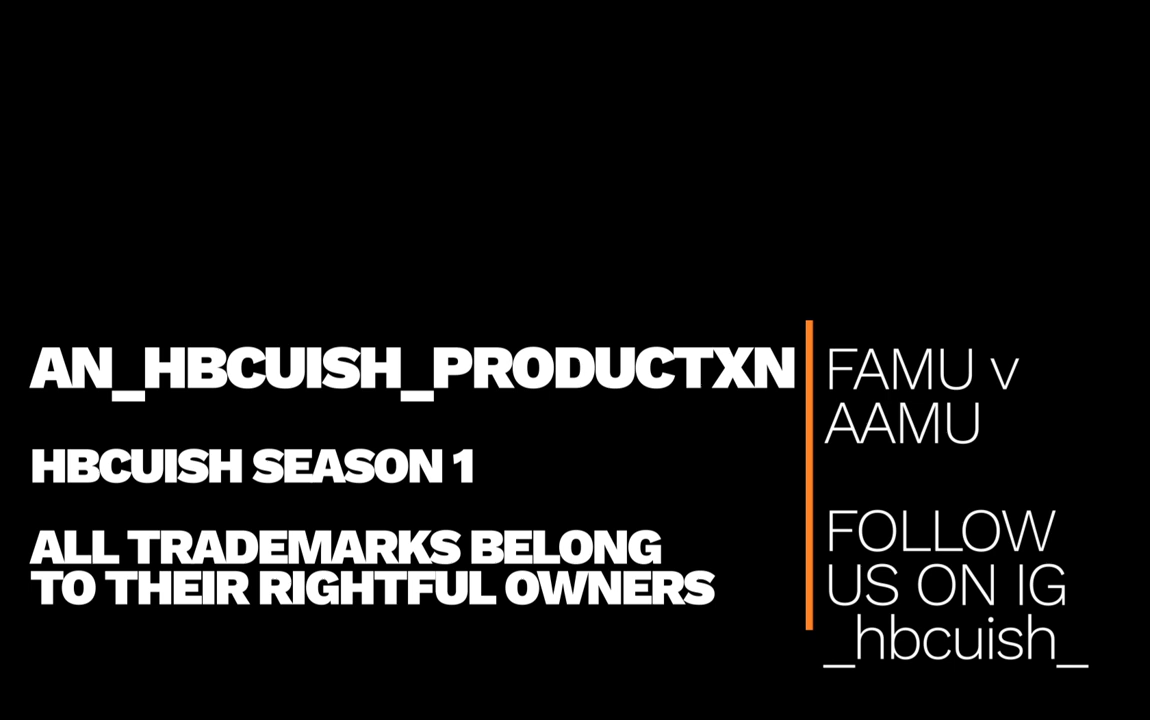 AN_HBCUISH_PRODUCTXN
HBCUISH SEASON 1
ALL TRADEMARKS BELONG
TO THEIR RIGHTFUL OWNERS
FAMU v
AAMU
FOLLOW
US ON IG
_hbcuish_